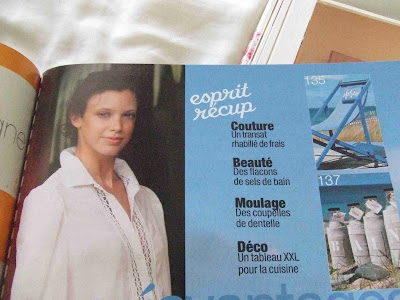 esprit
récup
135
Couture
Un transat
rhabillé de frais
Beauté
Des flacons
de sels de bain
137
Moulage
Des coupelles
de dentelle
Déco
Un tableau XXL
pour la cuisine